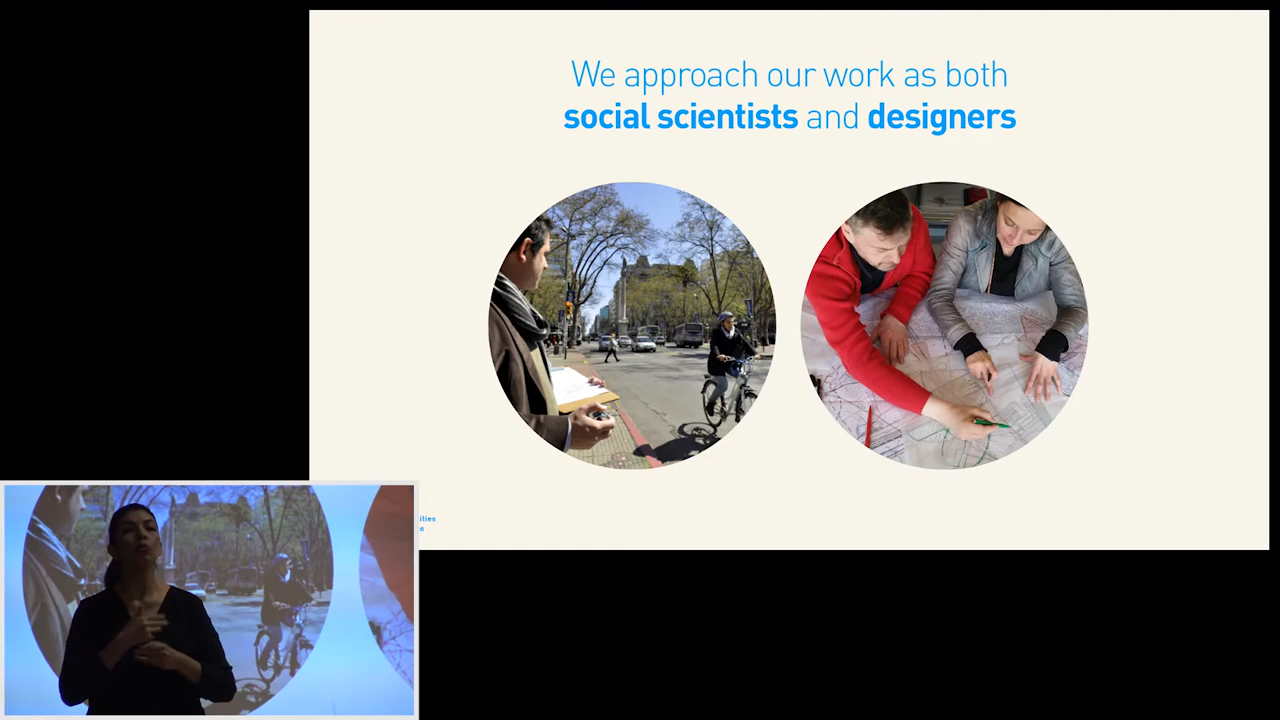 We approach our work as both
social scientists and designers